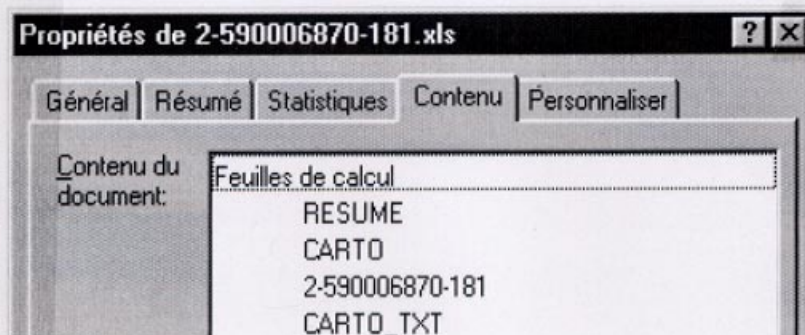 Propriétés de 2-590006870-181.xls ? X
Général Résumé Statistiques Contenu Personnaliser
Contenu du document:
Feuilles de calcul
RESUME
CARTO
2-590006870-181
CARTO_TXT